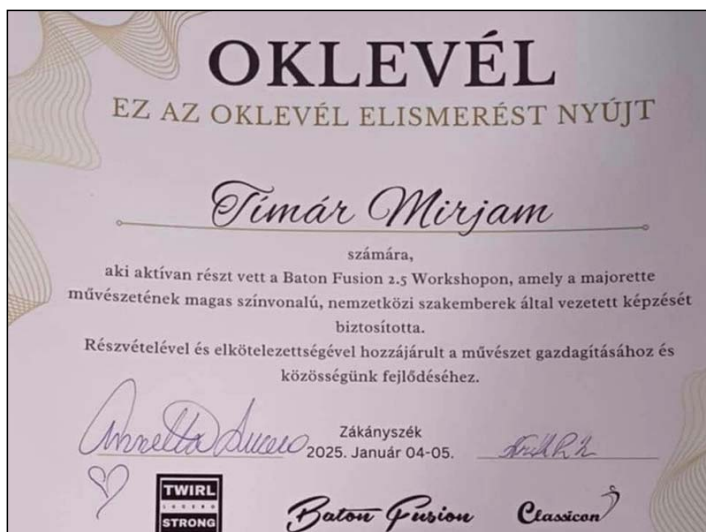 OKLEVÉL
EZ AZ OKLEVÉL ELISMERÉST NYÚJT
Tímár Mirjam
számára,
aki aktívan részt vett a Baton Fusion 2.5 Workshopon, amely a majorette
művészetének magas színvonalú, nemzetközi szakemberek által vezetett képzését
biztosította.
Részvételével és elkötelezettségével hozzájárult a művészet gazdagításához és
közösségünk fejlődéséhez.
Zákányszék
2025. Január 04-05.
TWIRL
STRONG
Baton Fusion
Classicon